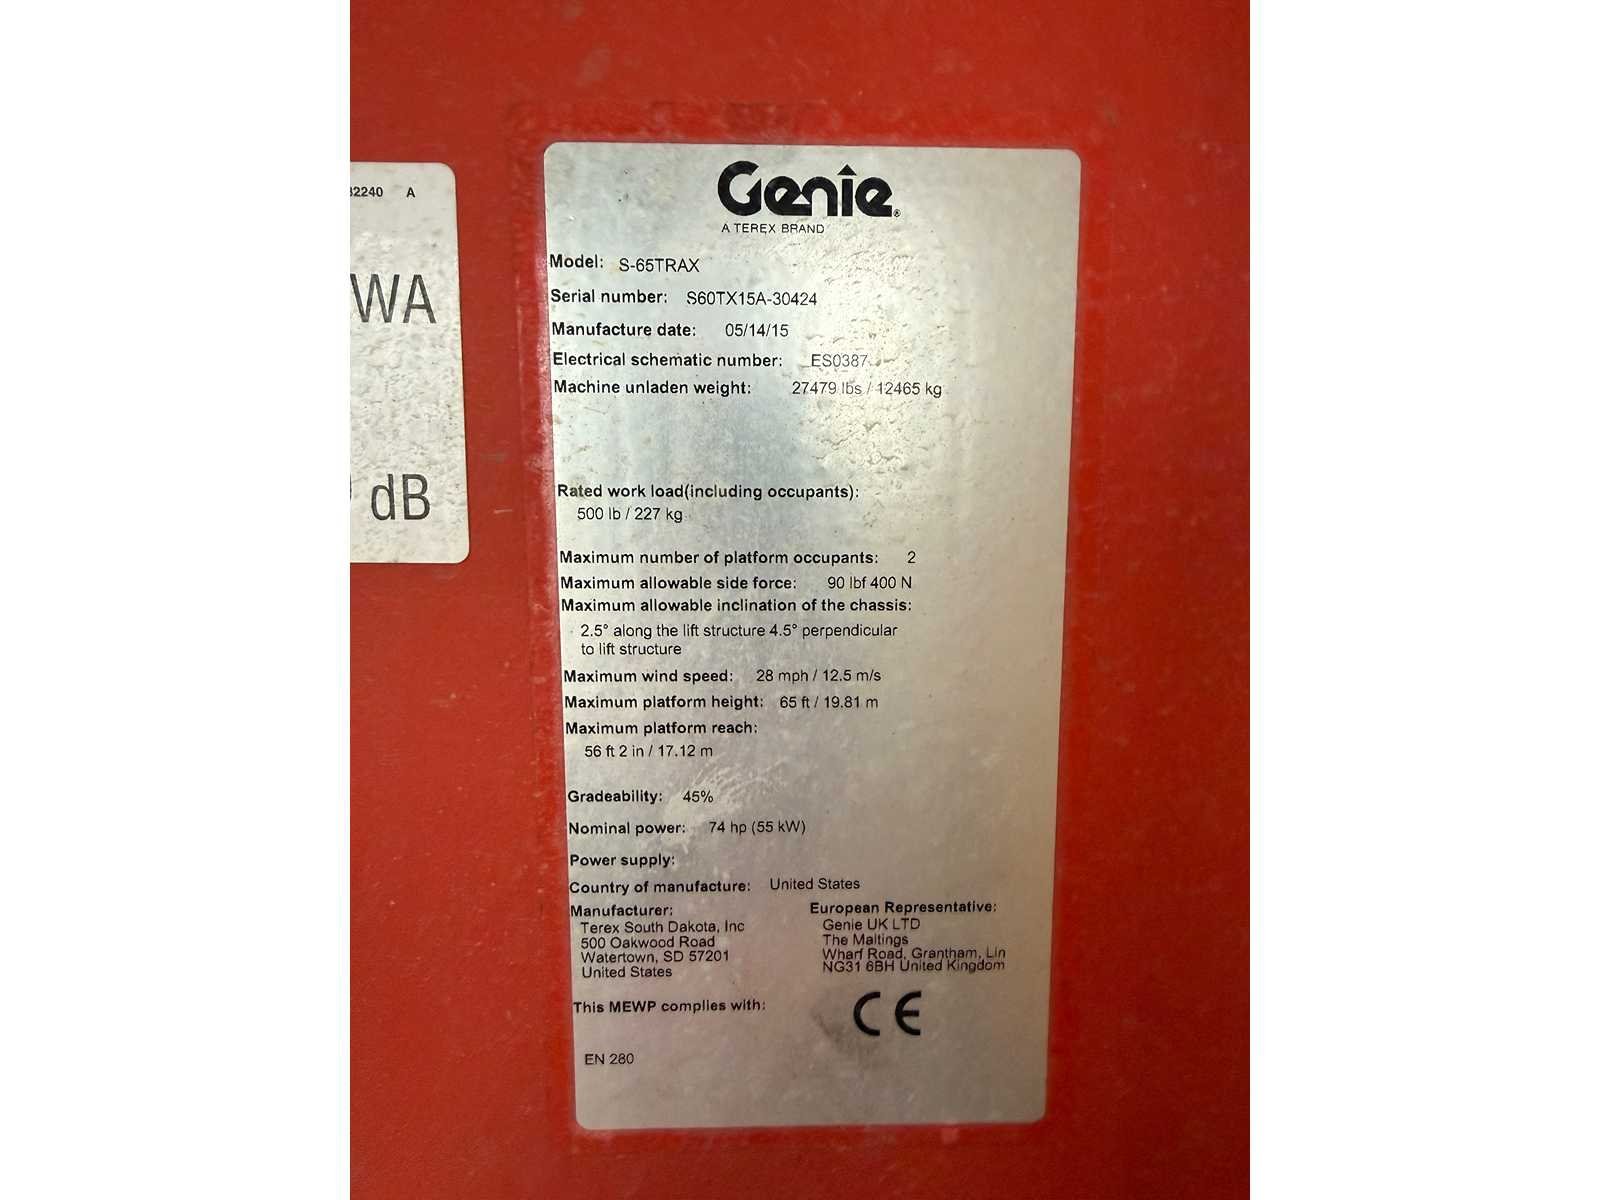 32240 A
WA
dB
Genie®
A TEREX BRAND
Model: S-65TRAX
Serial number: S60TX15A-30424
Manufacture date: 05/14/15
Electrical schematic number: ES0387
Machine unladen weight: 27479 lbs / 12465 kg
Rated work load(including occupants):
500 lb / 227 kg
Maximum number of platform occupants: 2
Maximum allowable side force: 90 lbf 400 N
Maximum allowable inclination of the chassis:
2.5° along the lift structure 4.5° perpendicular
to lift structure
Maximum wind speed: 28 mph / 12.5 m/s
Maximum platform height: 65 ft / 19.81 m
Maximum platform reach:
56 ft 2 in / 17.12 m
Gradeability: 45%
Nominal power: 74 hp (55 kW)
Power supply:
Country of manufacture: United States
Manufacturer:
Terex South Dakota, Inc
500 Oakwood Road
Watertown, SD 57201
United States
European Representative:
Genie UK LTD
The Maltings
Wharf Road, Grantham, Lin
NG31 6BH United Kingdom
This MEWP complies with:
CE
EN 280